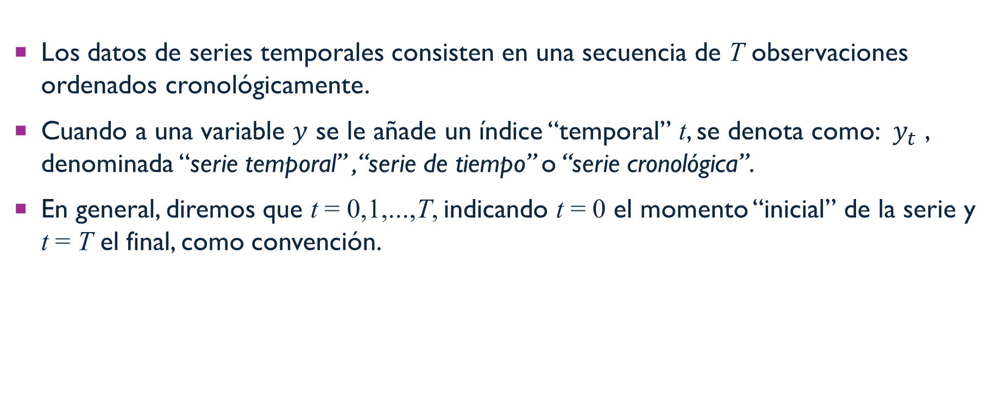 Los datos de series temporales consisten en una secuencia de T observaciones
ordenados cronológicamente.
Cuando a una variable y se le añade un índice “temporal” t, se denota como: yₜ ,
denominada “serie temporal” , “serie de tiempo” o “serie cronológica”.
En general, diremos que t = 0,1,...,T, indicando t = 0 el momento “inicial” de la serie y
t = T el final, como convención.